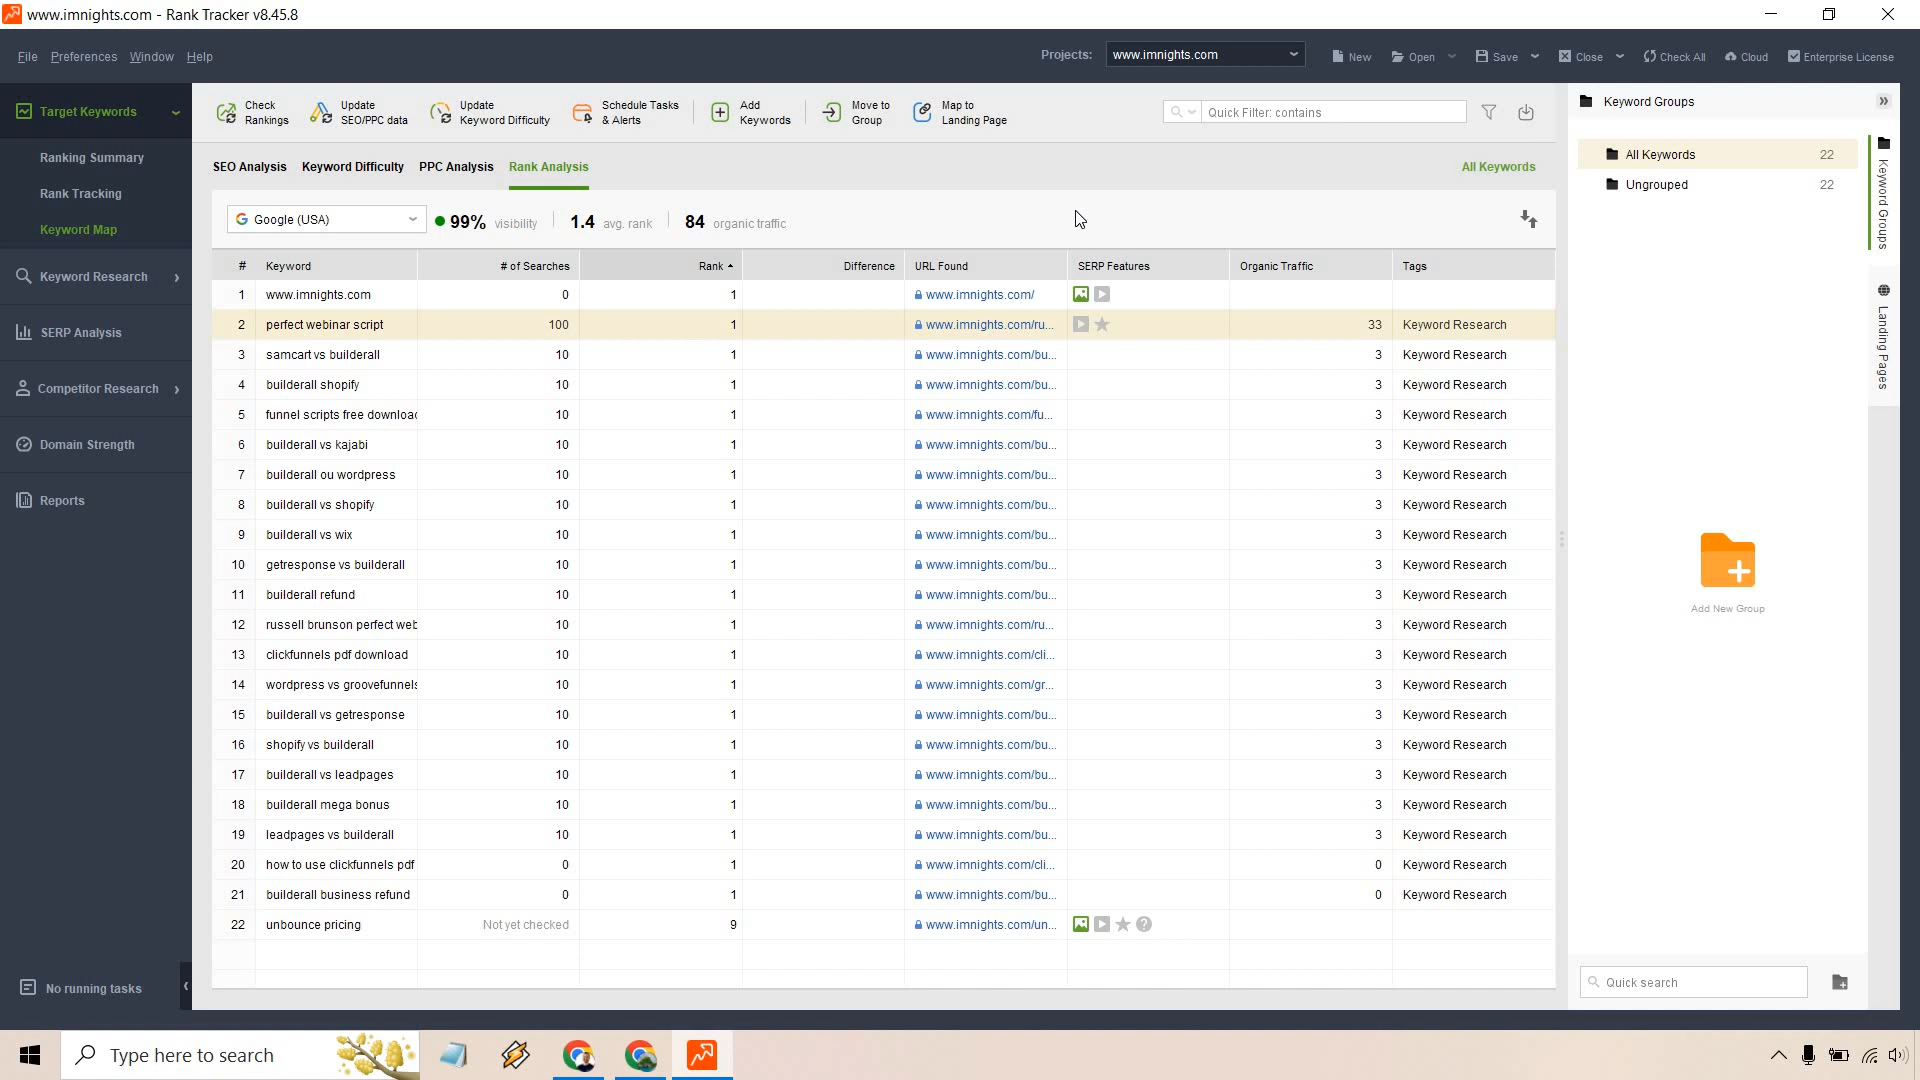 www.imnights.com - Rank Tracker v8.45.8
File Preferences Window Help
Projects: www.imnights.com New Open Save Close Check All Cloud Enterprise License
Target Keywords
Ranking Summary
Rank Tracking
Keyword Map
Keyword Research
SERP Analysis
Competitor Research
Domain Strength
Reports
No running tasks
Check Rankings
Update SEO/PPC data
Update Keyword Difficulty
Schedule Tasks & Alerts
Add Keywords
Move to Group
Map to Landing Page
Quick Filter: contains
SEO Analysis Keyword Difficulty PPC Analysis Rank Analysis All Keywords
Google (USA) 99% visibility 1.4 avg. rank 84 organic traffic
# Keyword # of Searches Rank Difference URL Found SERP Features Organic Traffic Tags
1 www.imnights.com 0 1 www.imnights.com/
2 perfect webinar script 100 1 www.imnights.com/ru... 33 Keyword Research
3 samcart vs builderall 10 1 www.imnights.com/bu... 3 Keyword Research
4 builderall shopify 10 1 www.imnights.com/bu... 3 Keyword Research
5 funnel scripts free downloa 10 1 www.imnights.com/fu... 3 Keyword Research
6 builderall vs kajabi 10 1 www.imnights.com/bu... 3 Keyword Research
7 builderall ou wordpress 10 1 www.imnights.com/bu... 3 Keyword Research
8 builderall vs shopify 10 1 www.imnights.com/bu... 3 Keyword Research
9 builderall vs wix 10 1 www.imnights.com/bu... 3 Keyword Research
10 getresponse vs builderall 10 1 www.imnights.com/bu... 3 Keyword Research
11 builderall refund 10 1 www.imnights.com/bu... 3 Keyword Research
12 russell brunson perfect web 10 1 www.imnights.com/ru... 3 Keyword Research
13 clickfunnels pdf download 10 1 www.imnights.com/cli... 3 Keyword Research
14 wordpress vs groovefunnels 10 1 www.imnights.com/gr... 3 Keyword Research
15 builderall vs getresponse 10 1 www.imnights.com/bu... 3 Keyword Research
16 shopify vs builderall 10 1 www.imnights.com/bu... 3 Keyword Research
17 builderall vs leadpages 10 1 www.imnights.com/bu... 3 Keyword Research
18 builderall mega bonus 10 1 www.imnights.com/bu... 3 Keyword Research
19 leadpages vs builderall 10 1 www.imnights.com/bu... 3 Keyword Research
20 how to use clickfunnels pdf 0 1 www.imnights.com/cli... 0 Keyword Research
21 builderall business refund 0 1 www.imnights.com/bu... 0 Keyword Research
22 unbounce pricing Not yet checked 9 www.imnights.com/un...
Keyword Groups
All Keywords 22
Ungrouped 22
Add New Group
Quick search
Keyword Groups
Landing Pages
Type here to search